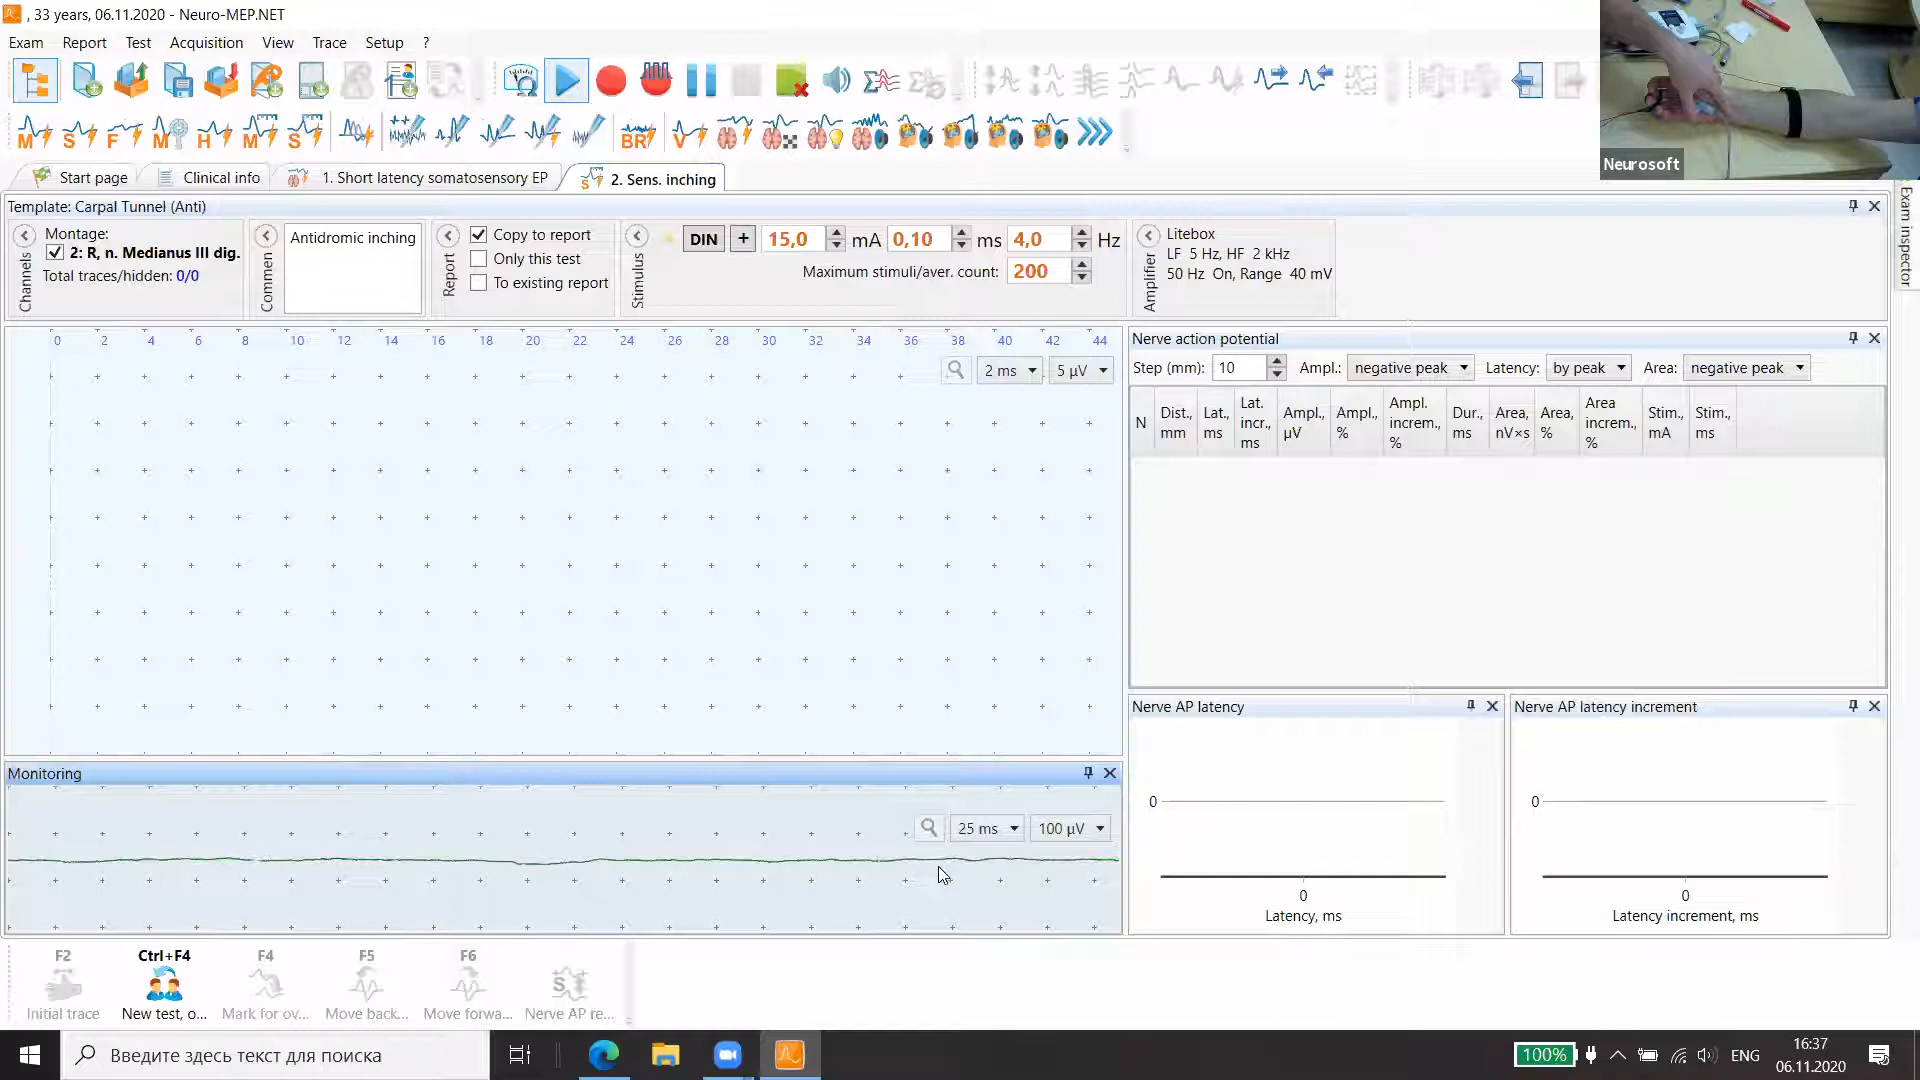 , 33 years, 06.11.2020 - Neuro-MEP.NET
Exam Report Test Acquisition View Trace Setup ?
M S F M H M S BR V
Start page Clinical info 1. Short latency somatosensory EP 2. Sens. inching
Neurosoft
Template: Carpal Tunnel (Anti)
Channels
Montage:
2: R, n. Medianus III dig.
Total traces/hidden: 0/0
Commen
Antidromic inching
Report
Copy to report
Only this test
To existing report
Stimulus
DIN + 15,0 mA 0,10 ms 4,0 Hz
Maximum stimuli/aver. count: 200
Amplifier
Litebox
LF 5 Hz, HF 2 kHz
50 Hz On, Range 40 mV
Exam inspector
0 2 4 6 8 10 12 14 16 18 20 22 24 26 28 30 32 34 36 38 40 42 44
2 ms 5 µV
Nerve action potential
Step (mm): 10 Ampl.: negative peak Latency: by peak Area: negative peak
N Dist., mm Lat., ms Lat. incr., ms Ampl., µV Ampl., % Ampl. increm., % Dur., ms Area, nV×s Area, % Area increm., % Stim., mA Stim., ms
Monitoring
25 ms 100 µV
Nerve AP latency
0
0
Latency, ms
Nerve AP latency increment
0
0
Latency increment, ms
F2 Ctrl+F4 F4 F5 F6
Initial trace New test, o... Mark for ov... Move back... Move forwa... Nerve AP re...
Введите здесь текст для поиска
100% ENG 16:37
06.11.2020